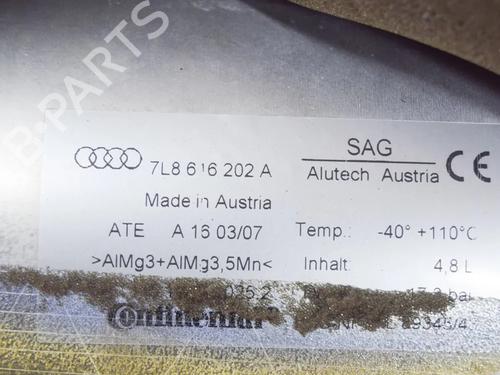 B-PARTS
7L8 616 202 A
SAG
Alutech Austria
CE
Made in Austria
ATE A 16 03/07
Temp.: -40° +110°C
>AlMg3+AlMg3,5Mn<
Inhalt: 4,8 L
bar
Continental